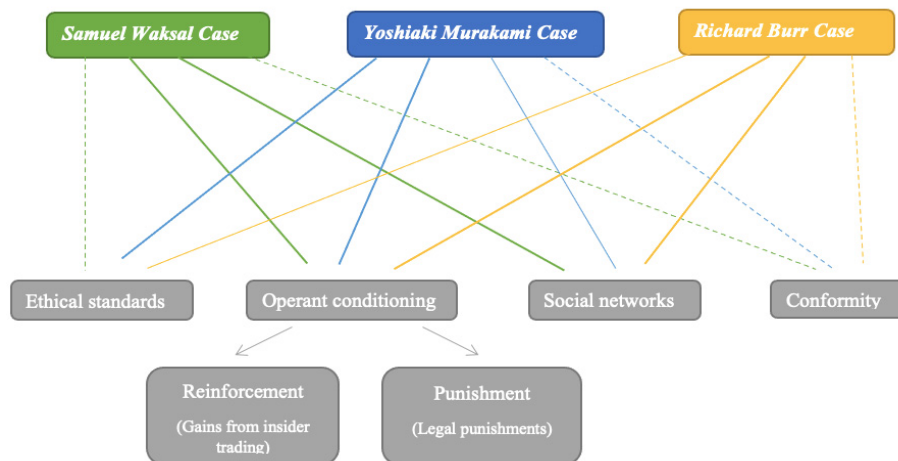 Samuel Waksal Case
Yoshiaki Murakami Case
Richard Burr Case
Ethical standards
Operant conditioning
Social networks
Conformity
Reinforcement
(Gains from insider
trading)
Punishment
(Legal punishments)